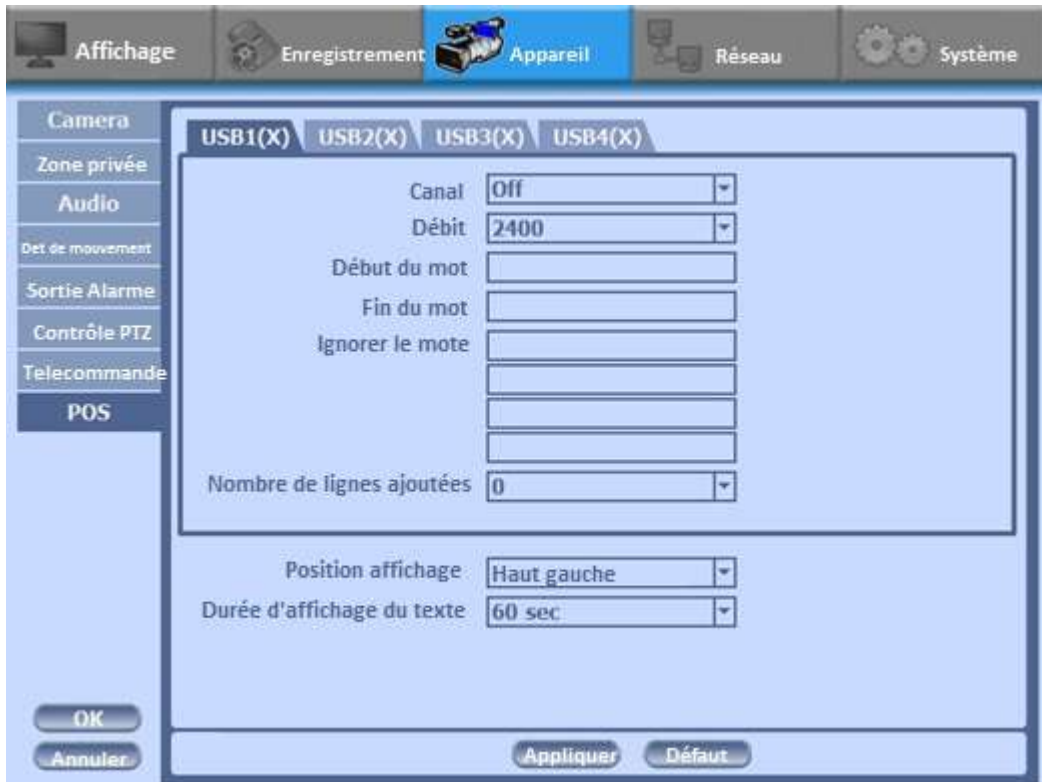 Affichage
Enregistrement
Appareil
Réseau
Système
Camera
Zone privée
Audio
Det de mouvement
Sortie Alarme
Contrôle PTZ
Telecommande
POS
OK
Annuler
USB1(X)
USB2(X)
USB3(X)
USB4(X)
Canal Off
Débit 2400
Début du mot
Fin du mot
Ignorer le mote
Nombre de lignes ajoutées 0
Position affichage Haut gauche
Durée d'affichage du texte 60 sec
Appliquer
Défaut